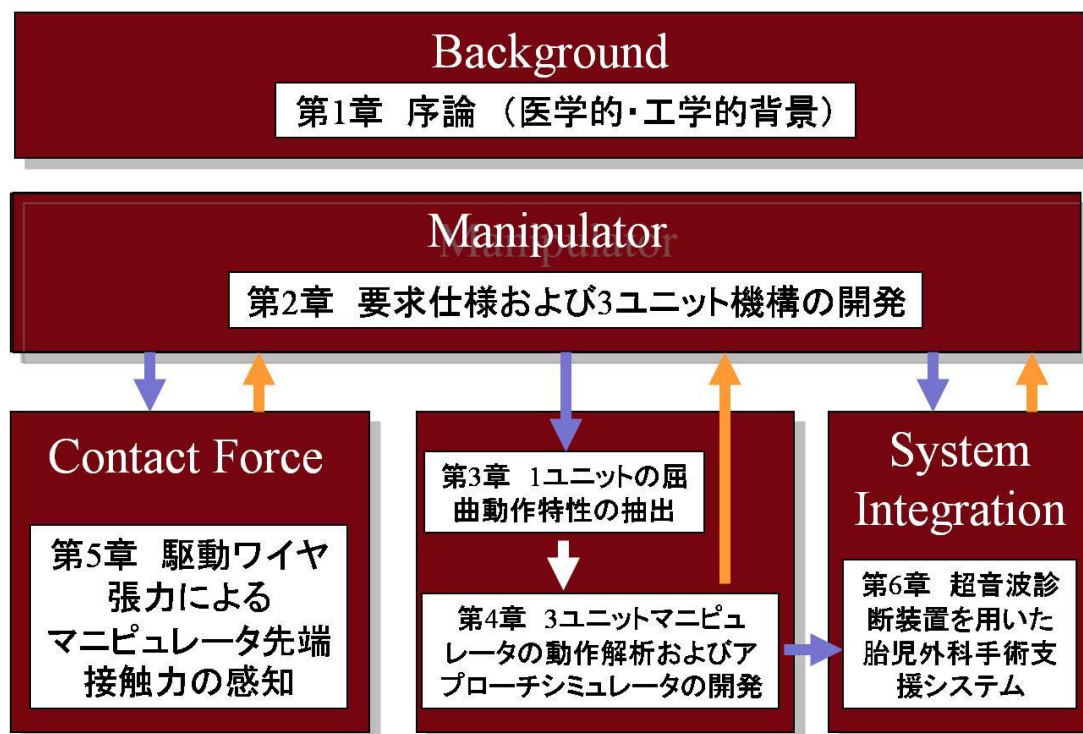 Background
第1章 序論 （医学的・工学的背景）
Manipulator
第2章 要求仕様および3ユニット機構の開発
Contact Force
第5章 駆動ワイヤ
張力による
マニピュレータ先端
接触力の感知
第3章 1ユニットの屈
曲動作特性の抽出
第4章 3ユニットマニピュ
レータの動作解析およびア
プローチシミュレータの開発
System
Integration
第6章 超音波診
断装置を用いた
胎児外科手術支
援システム